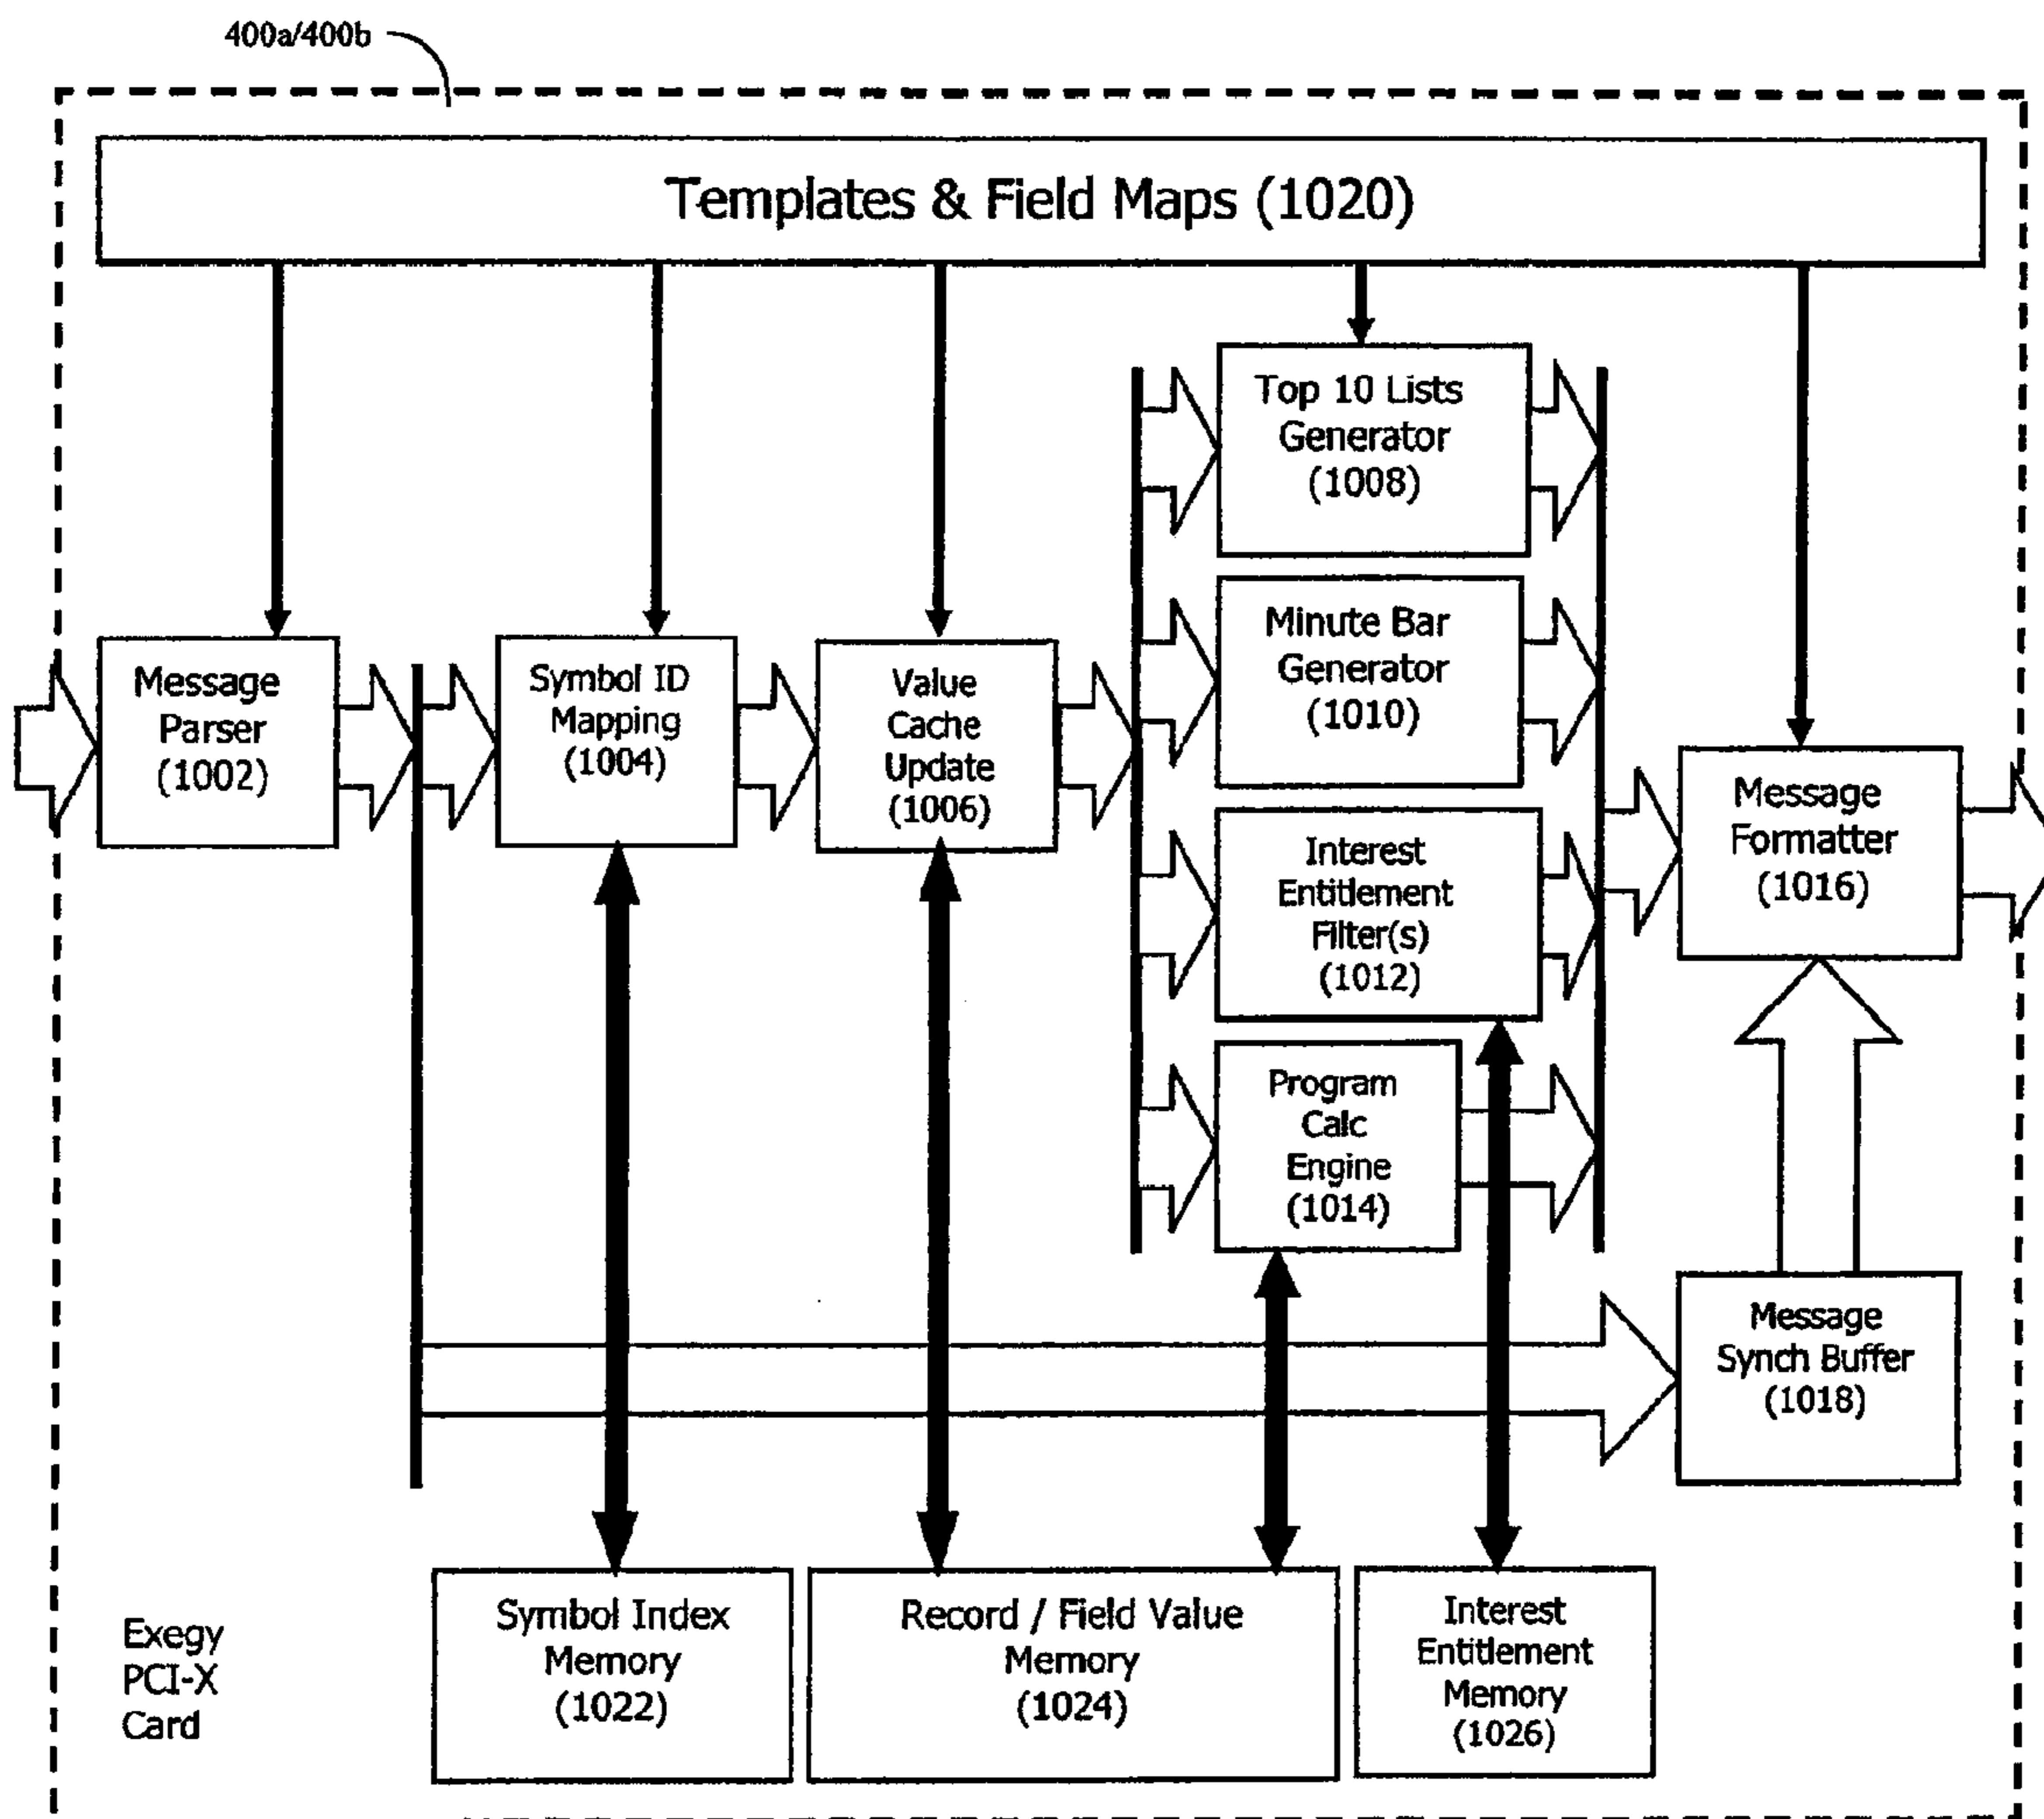 400a/400b
Templates & Field Maps (1020)
Message
Parser
(1002)
Symbol ID
Mapping
(1004)
Value
Cache
Update
(1006)
Top 10 Lists
Generator
(1008)
Minute Bar
Generator
(1010)
Interest
Entitlement
Filter(s)
(1012)
Program
Calc
Engine
(1014)
Message
Formatter
(1016)
Message
Synch Buffer
(1018)
Exegy
PCI-X
Card
Symbol Index
Memory
(1022)
Record / Field Value
Memory
(1024)
Interest
Entitlement
Memory
(1026)